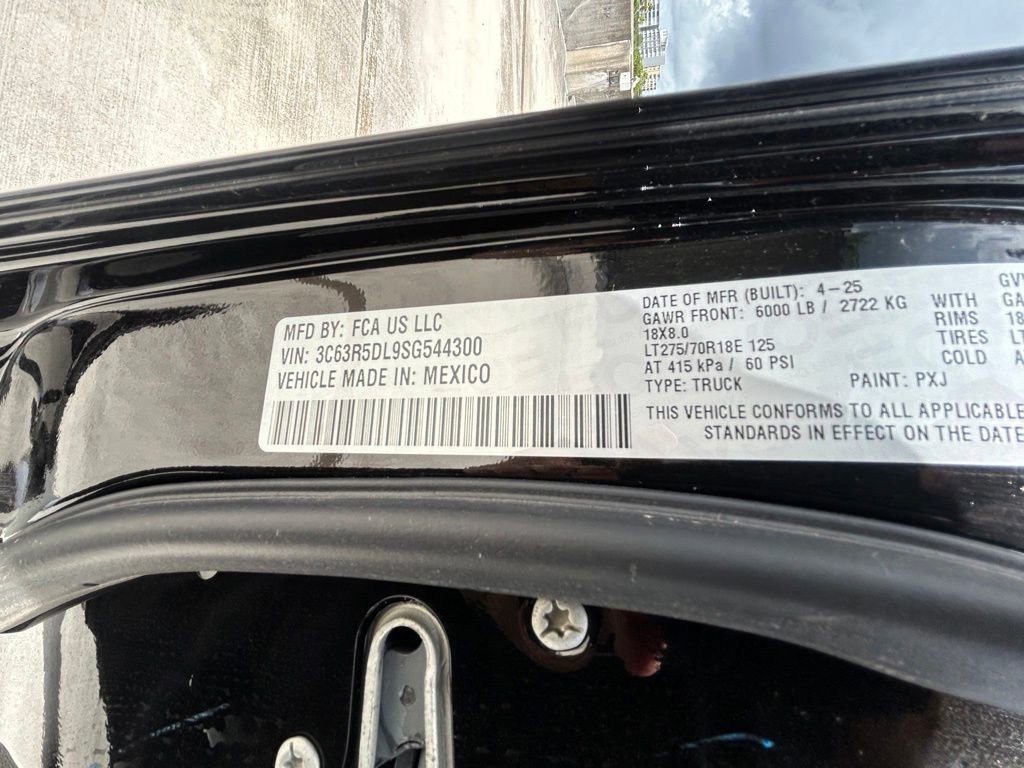 MFD BY: FCA US LLC
VIN: 3C63R5DL9SG544300
VEHICLE MADE IN: MEXICO
DATE OF MFR (BUILT): 4-25
GAWR FRONT: 6000 LB / 2722 KG
18X8.0
LT275/70R18E 125
AT 415 kPa / 60 PSI
TYPE: TRUCK PAINT: PXJ
THIS VEHICLE CONFORMS TO ALL APPLICABLE
STANDARDS IN EFFECT ON THE DATE
WITH
RIMS
TIRES
COLD